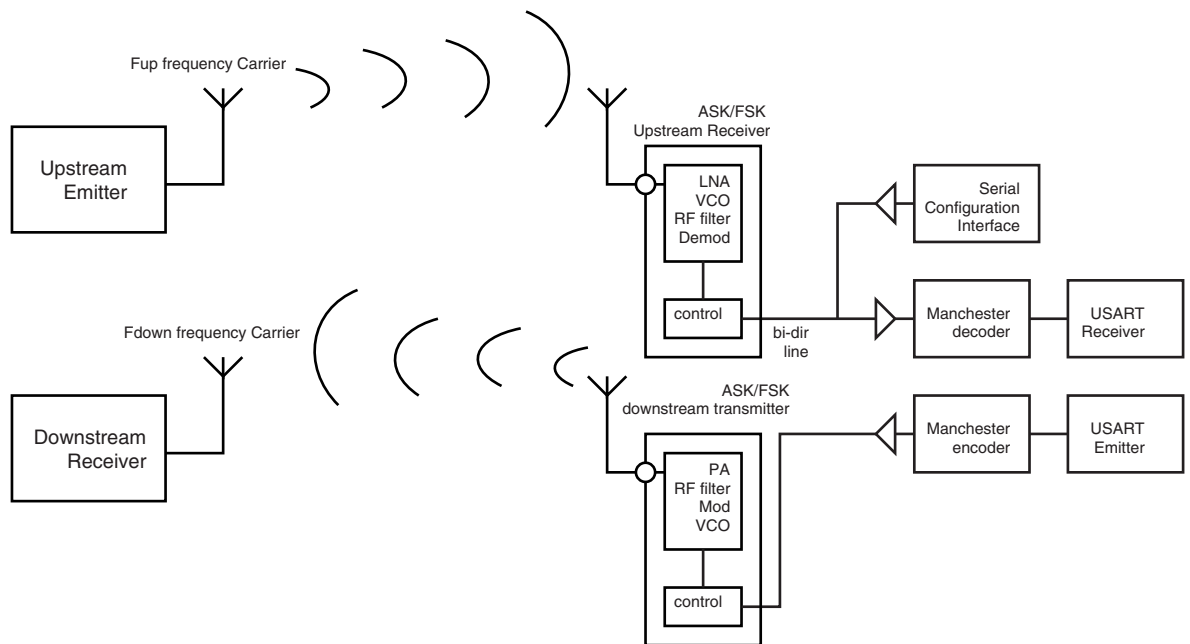 Fup frequency Carrier
Upstream
Emitter
ASK/FSK
Upstream Receiver
LNA
VCO
RF filter
Demod
control
bi-dir
line
Serial
Configuration
Interface
Manchester
decoder
USART
Receiver
Fdown frequency Carrier
Downstream
Receiver
ASK/FSK
downstream transmitter
PA
RF filter
Mod
VCO
control
Manchester
encoder
USART
Emitter